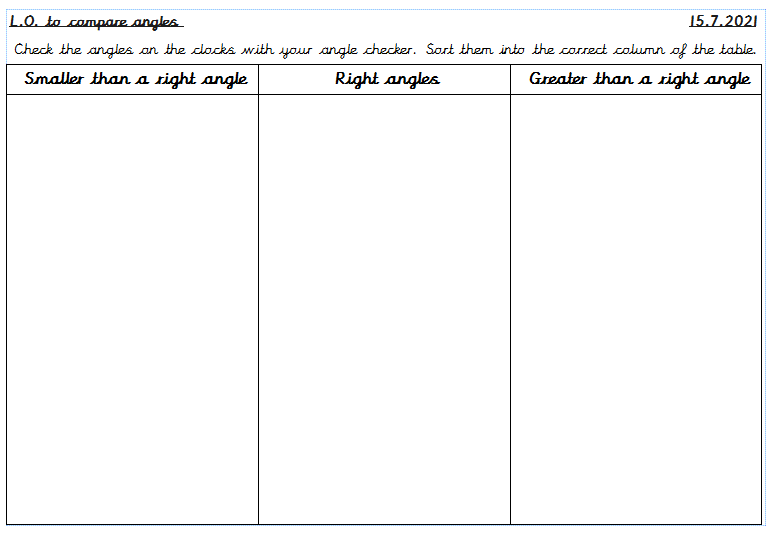 L.O. to compare angles 15.7.2021
Check the angles on the clocks with your angle checker. Sort them into the correct column of the table.
Smaller than a right angle Right angles Greater than a right angle